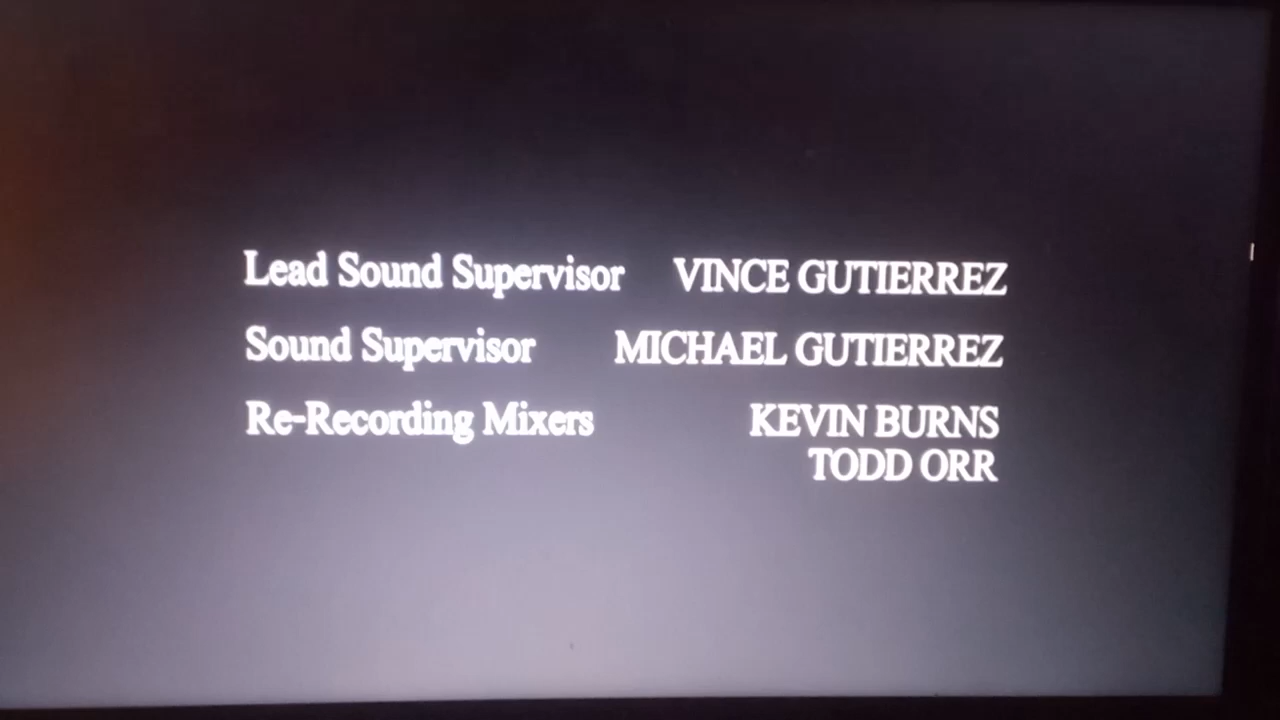 Lead Sound Supervisor VINCE GUTIERREZ
Sound Supervisor MICHAEL GUTIERREZ
Re-Recording Mixers KEVIN BURNS
TODD ORR